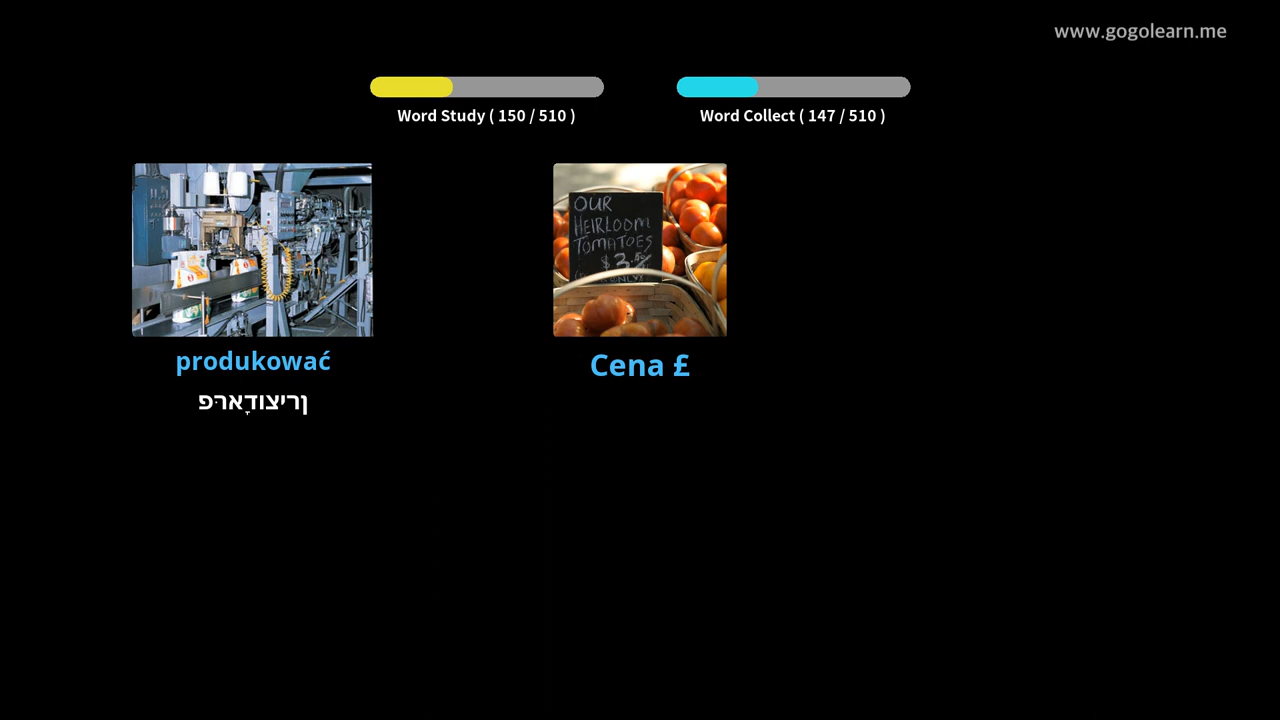 www.gogolearn.me
Word Study ( 150 / 510 )
Word Collect ( 147 / 510 )
OUR
HEIRLOOM
TOMATOES
produkować
Cena £
פּראָדוצירן